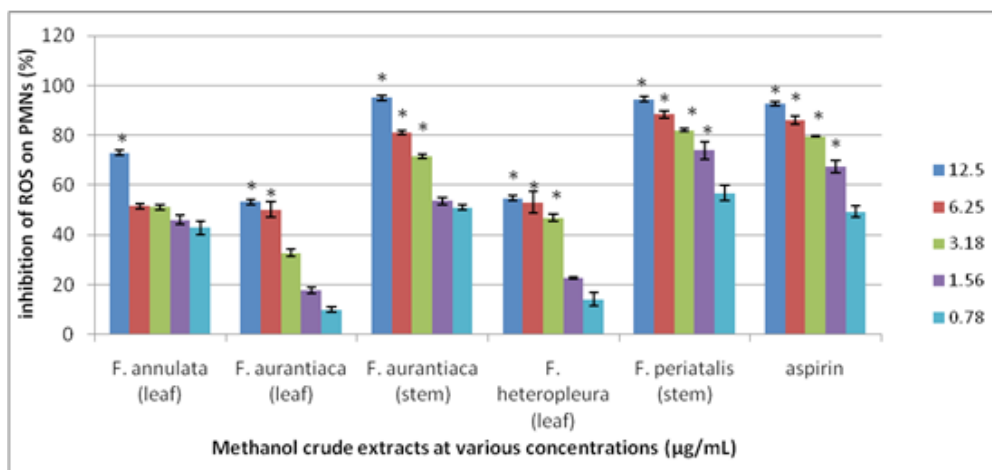 inhibition of ROS on PMNs (%)
120
100
80
60
40
20
0
* * * * * * * * * * * * * * * * * *
F. annulata
(leaf)
F. aurantiaca
(leaf)
F. aurantiaca
(stem)
F.
heteropleura
(leaf)
F. periatalis
(stem)
aspirin
Methanol crude extracts at various concentrations (µg/mL)
12.5
6.25
3.18
1.56
0.78